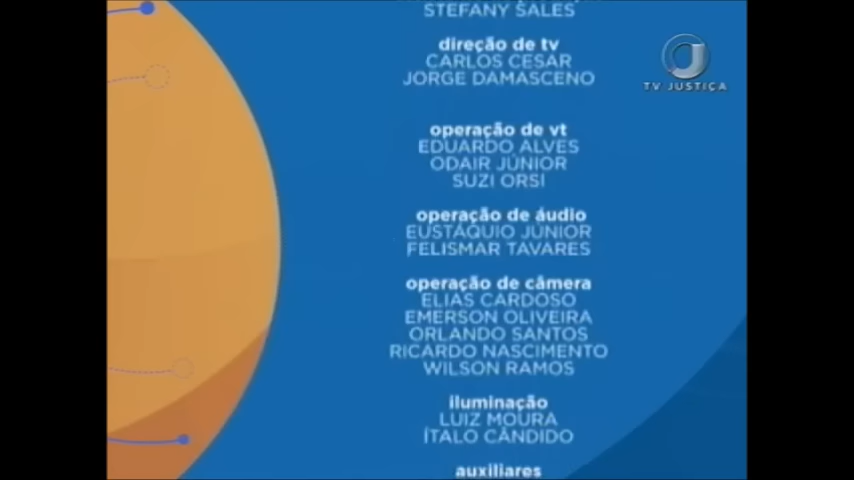 STEFANY SALES
direção de tv
CARLOS CESAR
JORGE DAMASCENO
TV JUSTIÇA
operação de vt
EDUARDO ALVES
ODAIR JÚNIOR
SUZI ORSI
operação de áudio
EUSTÁQUIO JÚNIOR
FELISMAR TAVARES
operação de câmera
ELIAS CARDOSO
EMERSON OLIVEIRA
ORLANDO SANTOS
RICARDO NASCIMENTO
WILSON RAMOS
iluminação
LUIZ MOURA
ÍTALO CÂNDIDO
auxiliares